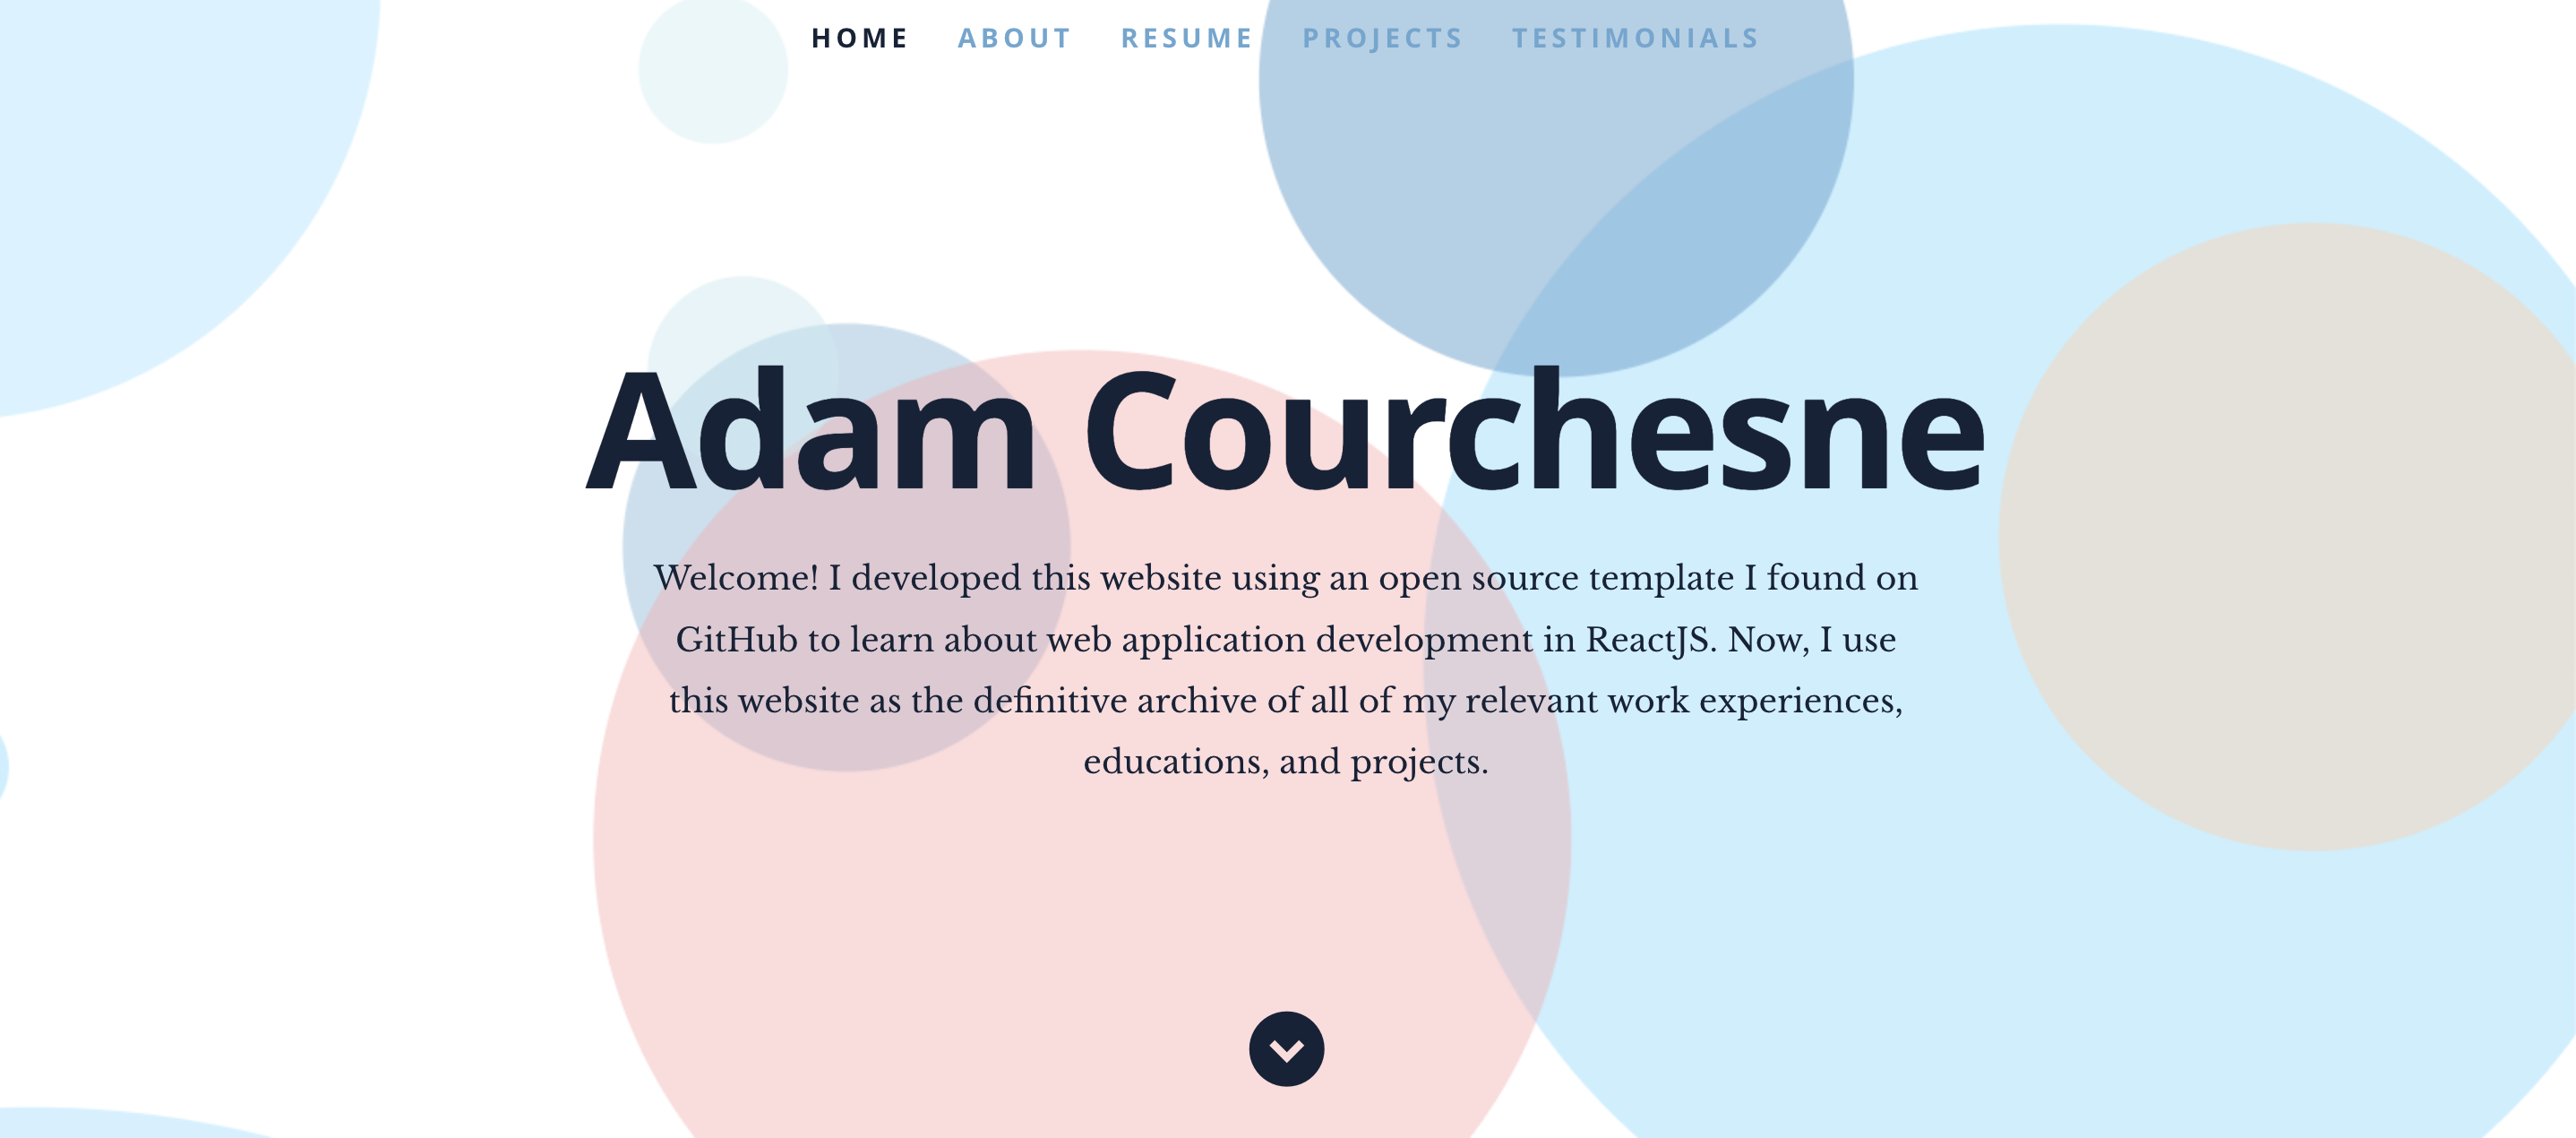 HOME ABOUT RESUME PROJECTS TESTIMONIALS
Adam Courchesne
Welcome! I developed this website using an open source template I found on
GitHub to learn about web application development in ReactJS. Now, I use
this website as the definitive archive of all of my relevant work experiences,
educations, and projects.